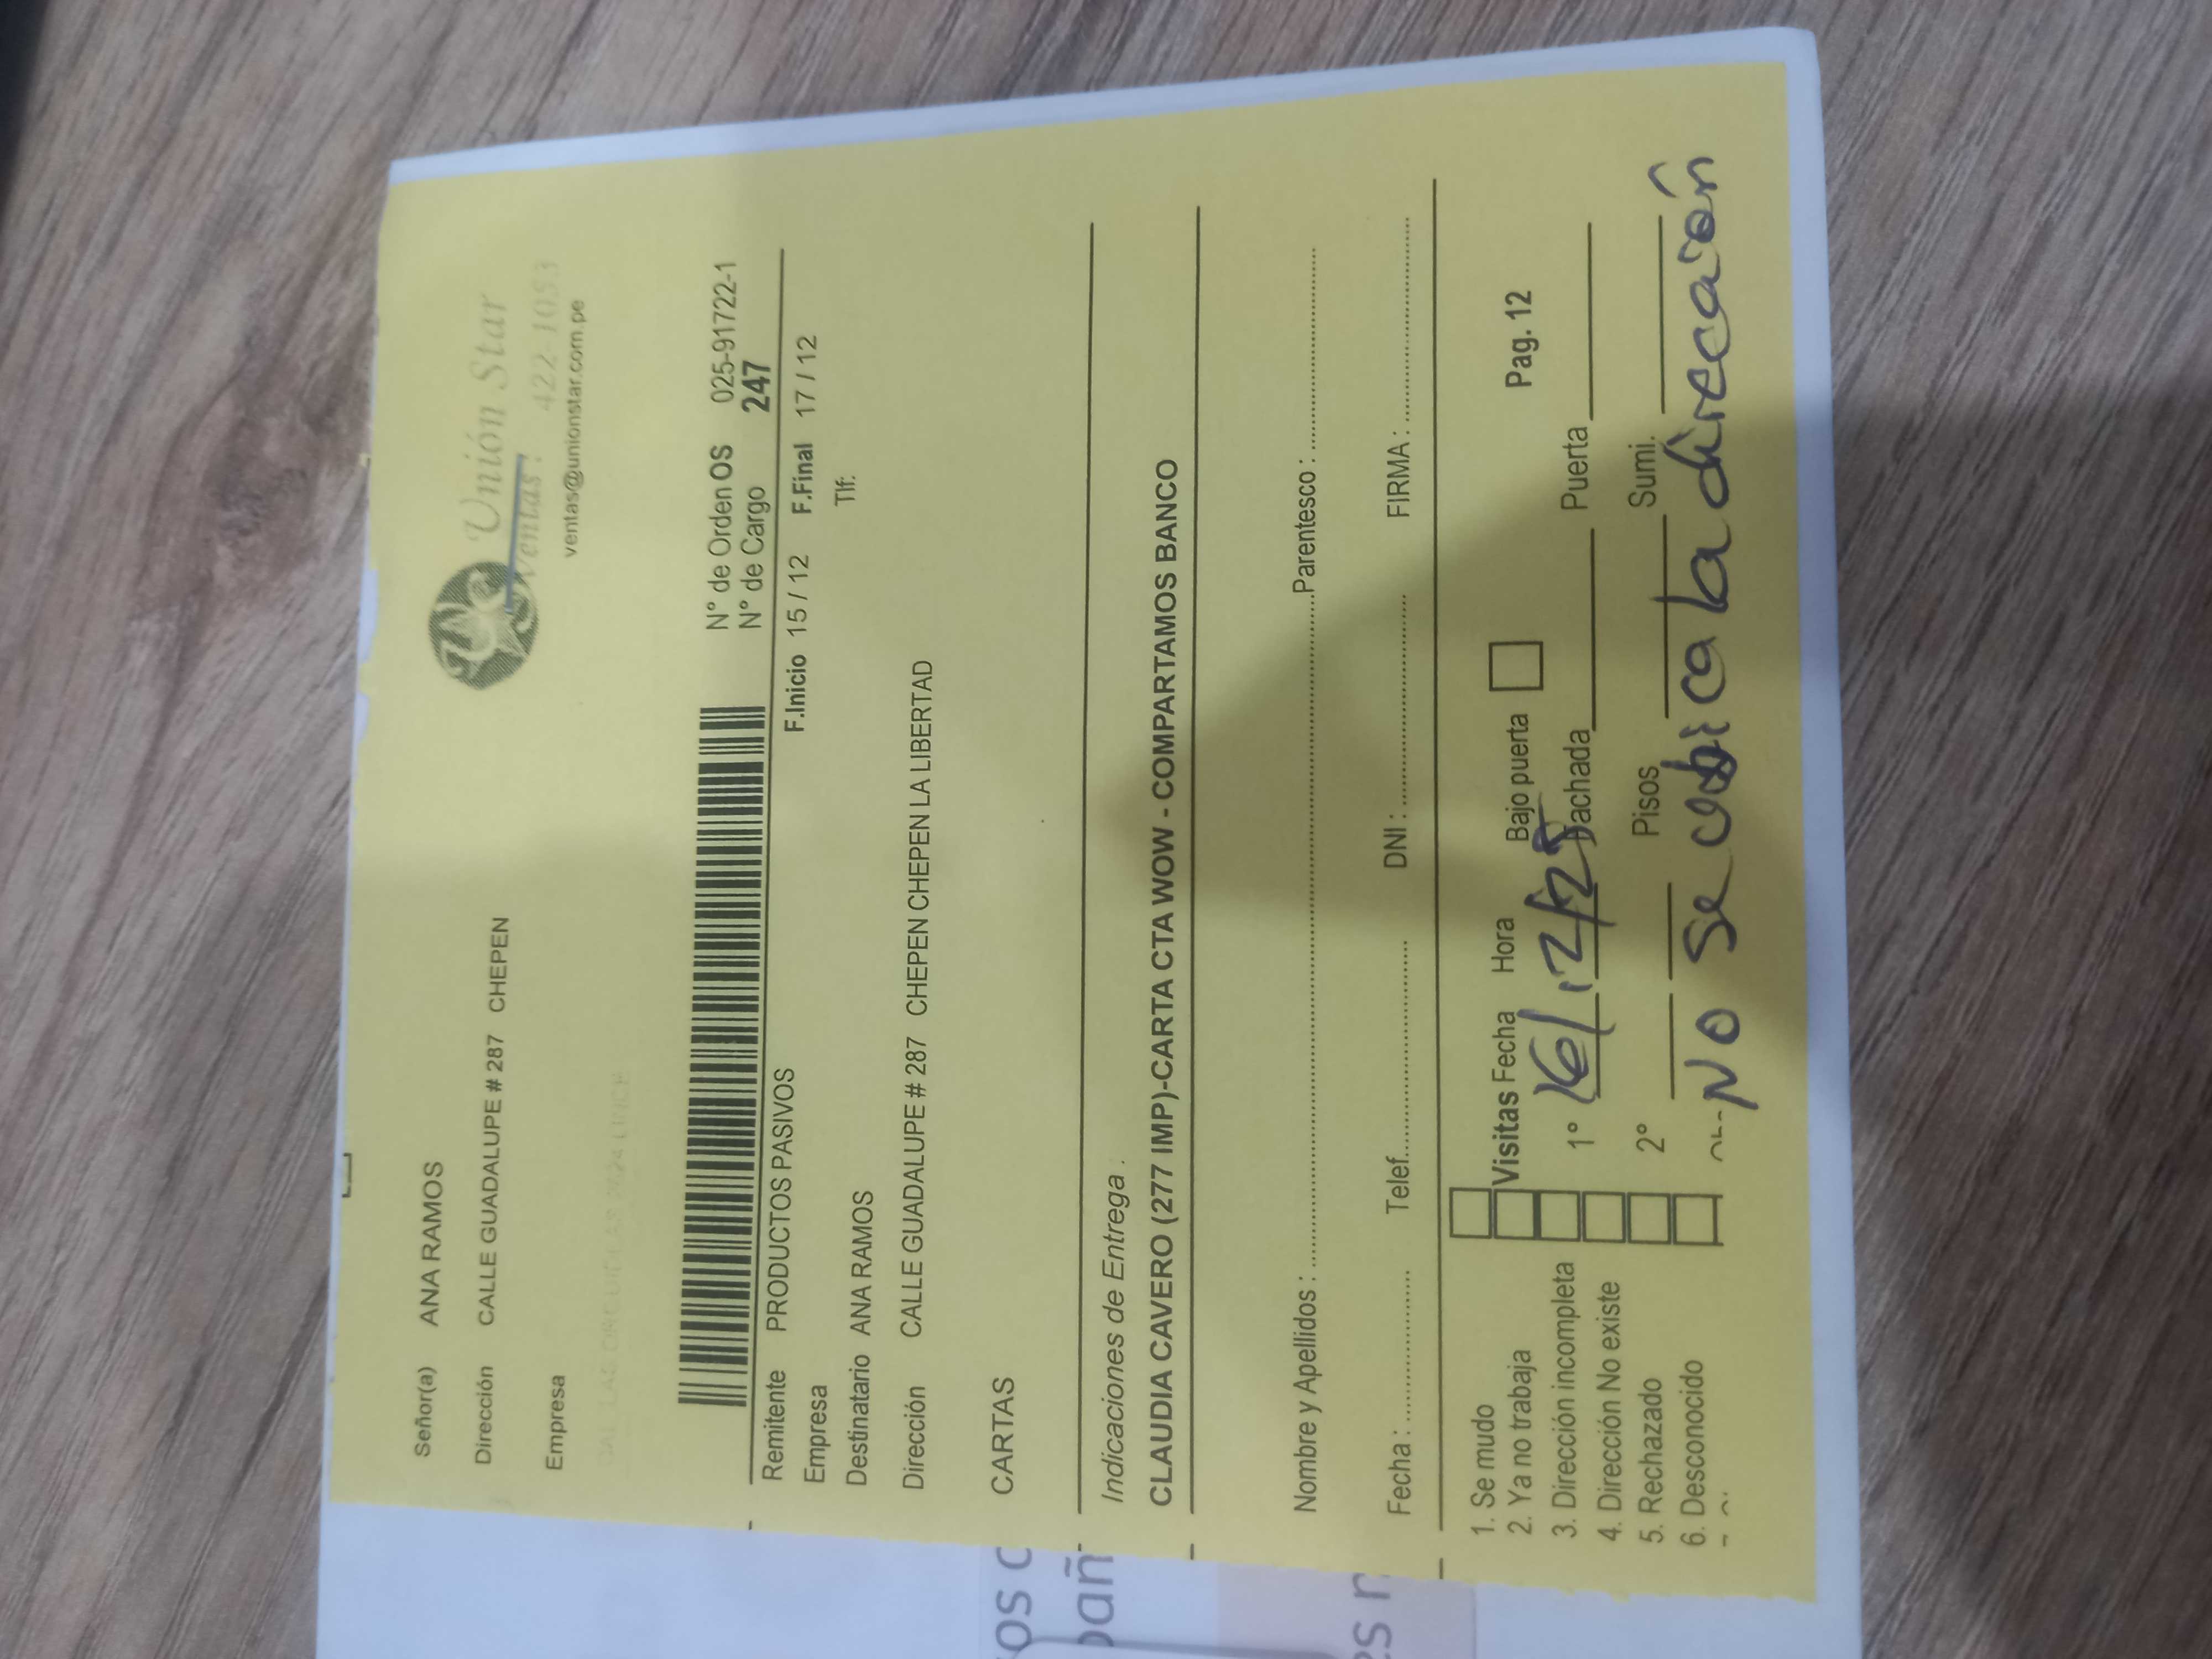 Señor(a) ANA RAMOS
Dirección CALLE GUADALUPE # 287 CHEPEN
Empresa
Unión Star
Ventas: 422-1053
ventas@unionstar.com.pe
N° de Orden OS 025-91722-1
N° de Cargo 247
Remitente PRODUCTOS PASIVOS
F.Inicio 15 / 12 F.Final 17 / 12
Empresa
Tlf:
Destinatario ANA RAMOS
Dirección CALLE GUADALUPE # 287 CHEPEN CHEPEN LA LIBERTAD
CARTAS
Indicaciones de Entrega :
CLAUDIA CAVERO (277 IMP)-CARTA CTA WOW - COMPARTAMOS BANCO
Nombre y Apellidos : Parentesco :
Fecha : Telef. DNI : FIRMA :
1. Se mudo
2. Ya no trabaja
3. Dirección incompleta
4. Dirección No existe
5. Rechazado
6. Desconocido
Visitas Fecha Hora Bajo puerta Pag. 12
1° 16/12/25 Fachada Puerta
2° Pisos Sumi.
No se ubica la dirección